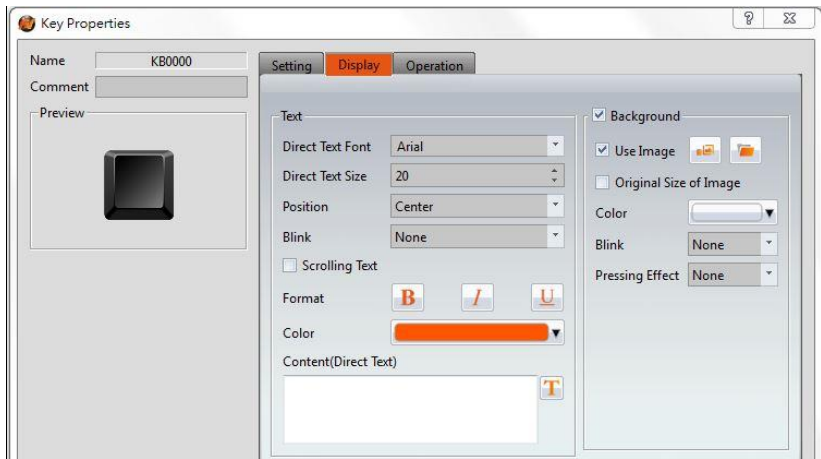 Key Properties
Name KB0000
Comment
Preview
Setting Display Operation
Text
Direct Text Font Arial
Direct Text Size 20
Position Center
Blink None
Scrolling Text
Format B I U
Color
Content(Direct Text)
T
Background
Use Image
Original Size of Image
Color
Blink None
Pressing Effect None